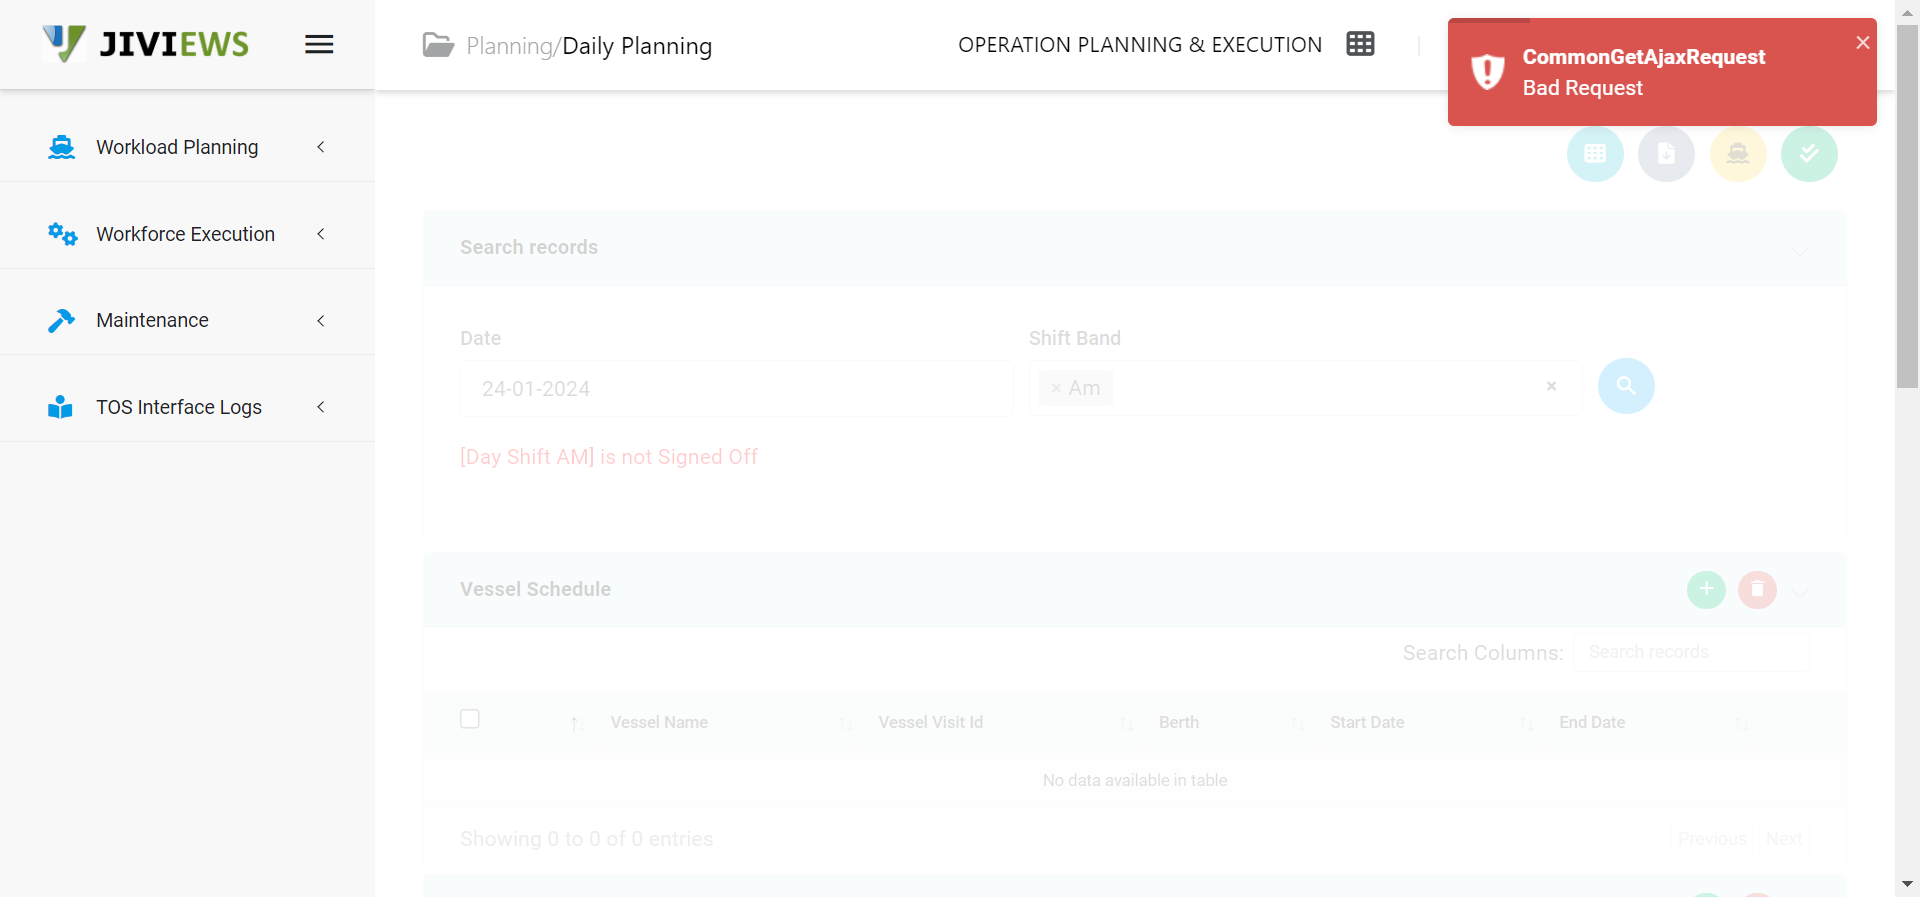 JIVIEWS
Planning/Daily Planning
OPERATION PLANNING & EXECUTION
CommonGetAjaxRequest
Bad Request
Workload Planning
Workforce Execution
Maintenance
TOS Interface Logs
Search records
Date
Shift Band
24-01-2024
× Am
×
[Day Shift AM] is not Signed Off
Vessel Schedule
Search Columns: Search records
Vessel Name Vessel Visit Id Berth Start Date End Date
No data available in table
Showing 0 to 0 of 0 entries
Previous Next